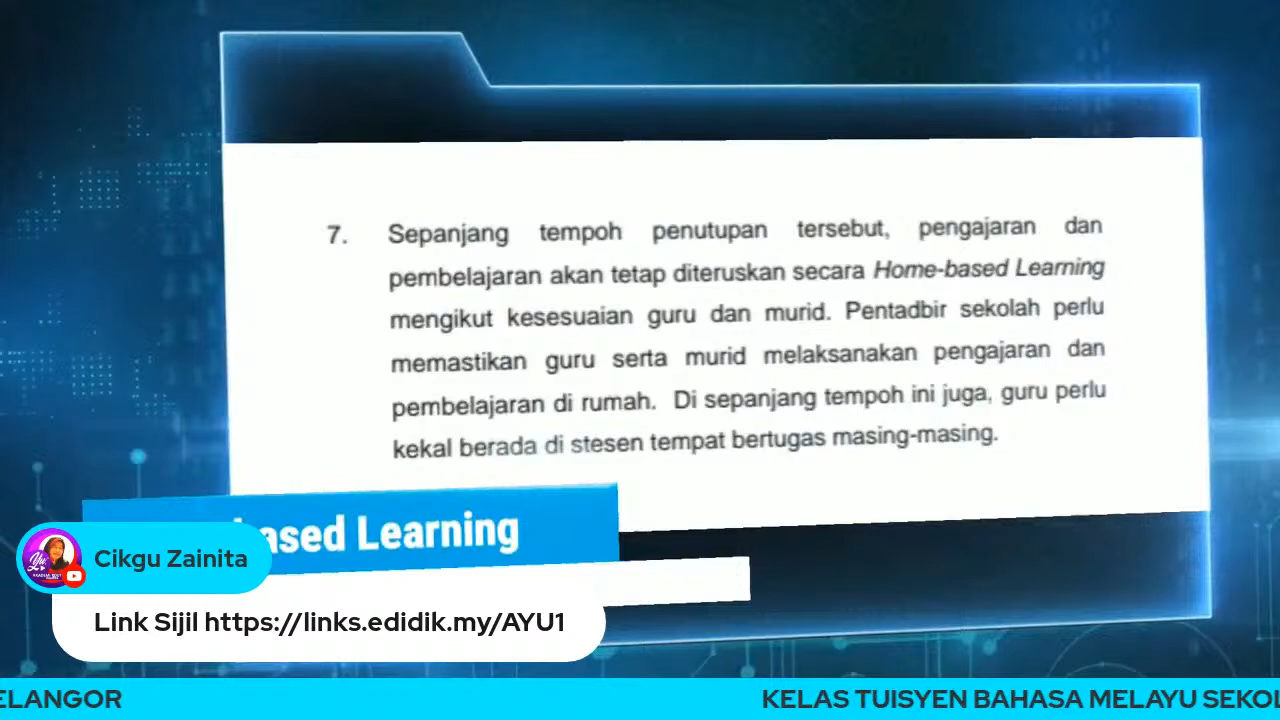 7. Sepanjang tempoh penutupan tersebut, pengajaran dan
pembelajaran akan tetap diteruskan secara Home-based Learning
mengikut kesesuaian guru dan murid. Pentadbir sekolah perlu
memastikan guru serta murid melaksanakan pengajaran dan
pembelajaran di rumah. Di sepanjang tempoh ini juga, guru perlu
kekal berada di stesen tempat bertugas masing-masing.
based Learning
Cikgu Zainita
Link Sijil https://links.edidik.my/AYU1
ELANGOR
KELAS TUISYEN BAHASA MELAYU SEKOL